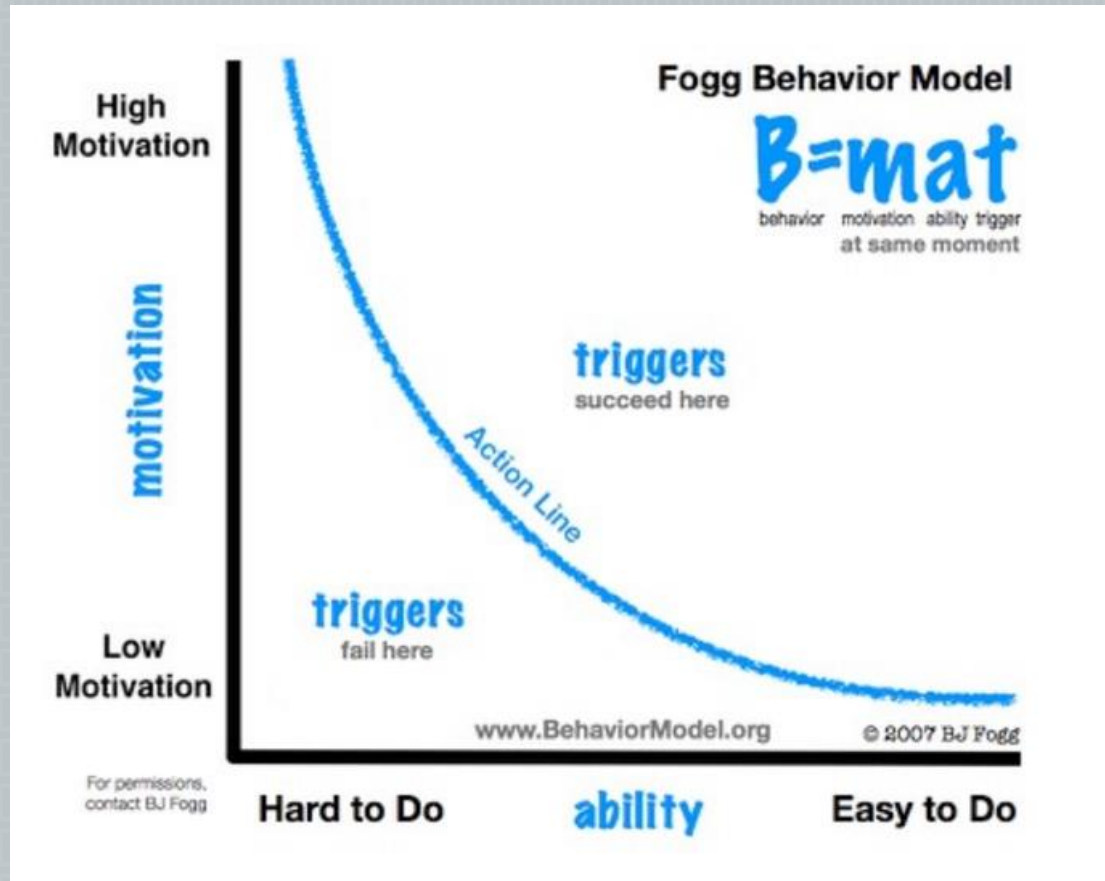 Fogg Behavior Model
B=mat
behavior motivation ability trigger
at same moment
High
Motivation
motivation
triggers
succeed here
Action Line
triggers
fail here
Low
Motivation
www.BehaviorModel.org
© 2007 BJ Fogg
For permissions,
contact BJ Fogg
Hard to Do
ability
Easy to Do